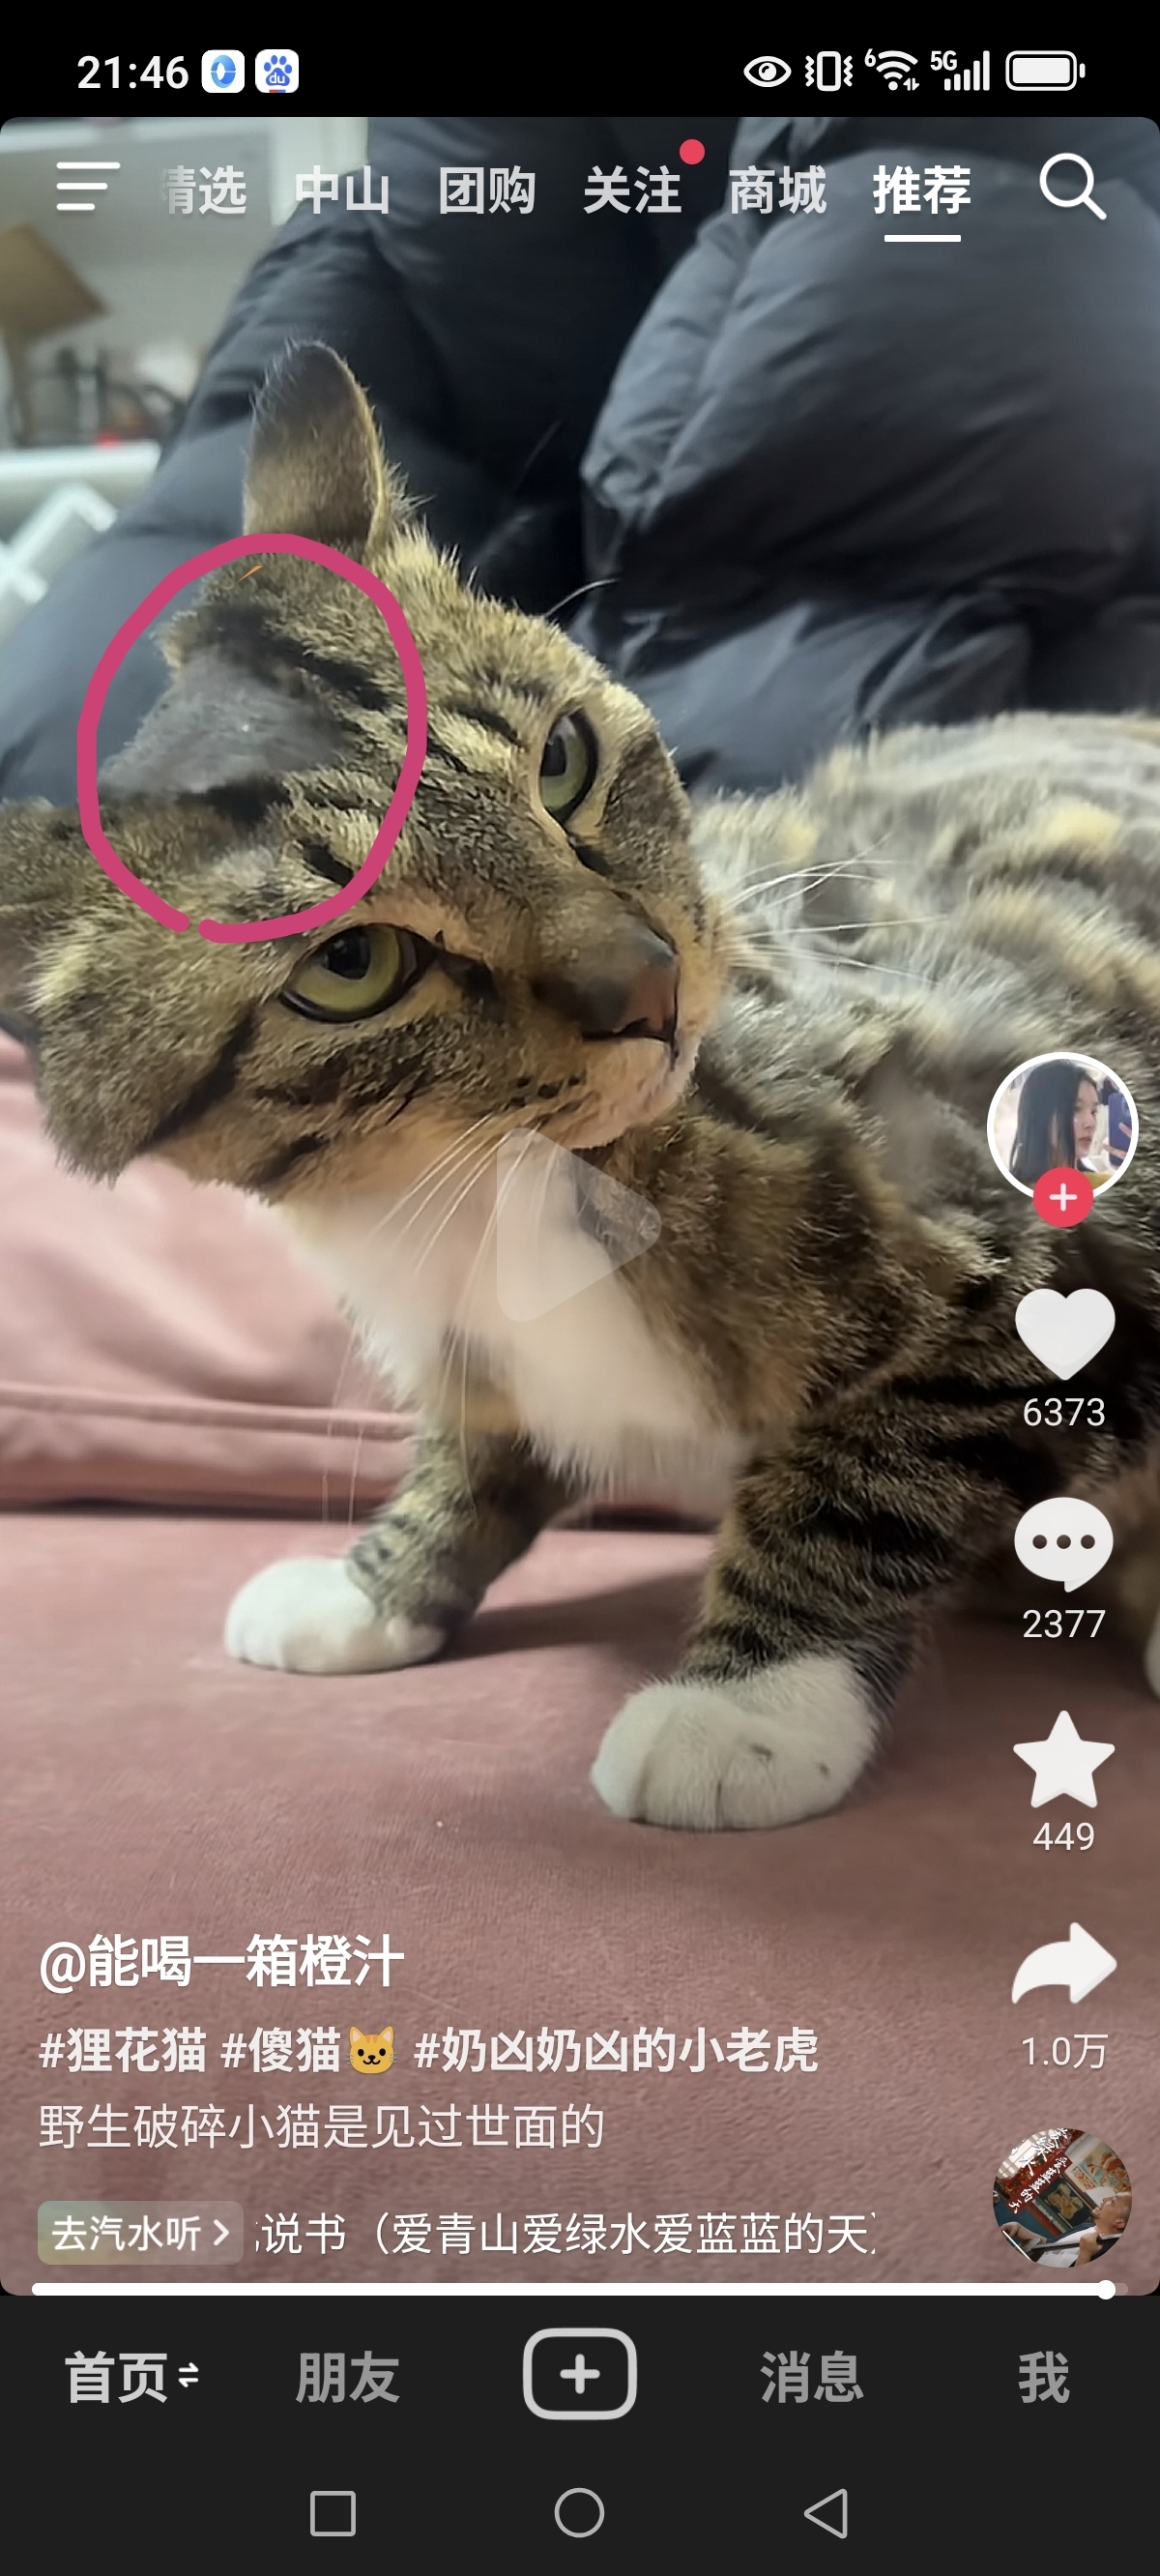 21:46
du
6
5G
精选 中山 团购 关注 商城 推荐
6373
2377
449
1.0万
@能喝一箱橙汁
#狸花猫 #傻猫🐱 #奶凶奶凶的小老虎
野生破碎小猫是见过世面的
去汽水听 说书（爱青山爱绿水爱蓝蓝的天
首页 朋友 消息 我